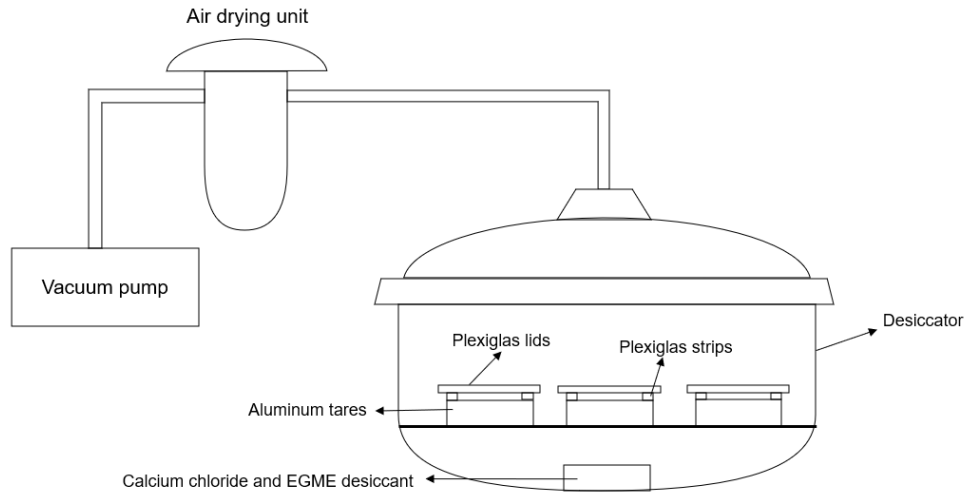 Air drying unit
Vacuum pump
Desiccator
Plexiglas lids
Plexiglas strips
Aluminum tares
Calcium chloride and EGME desiccant